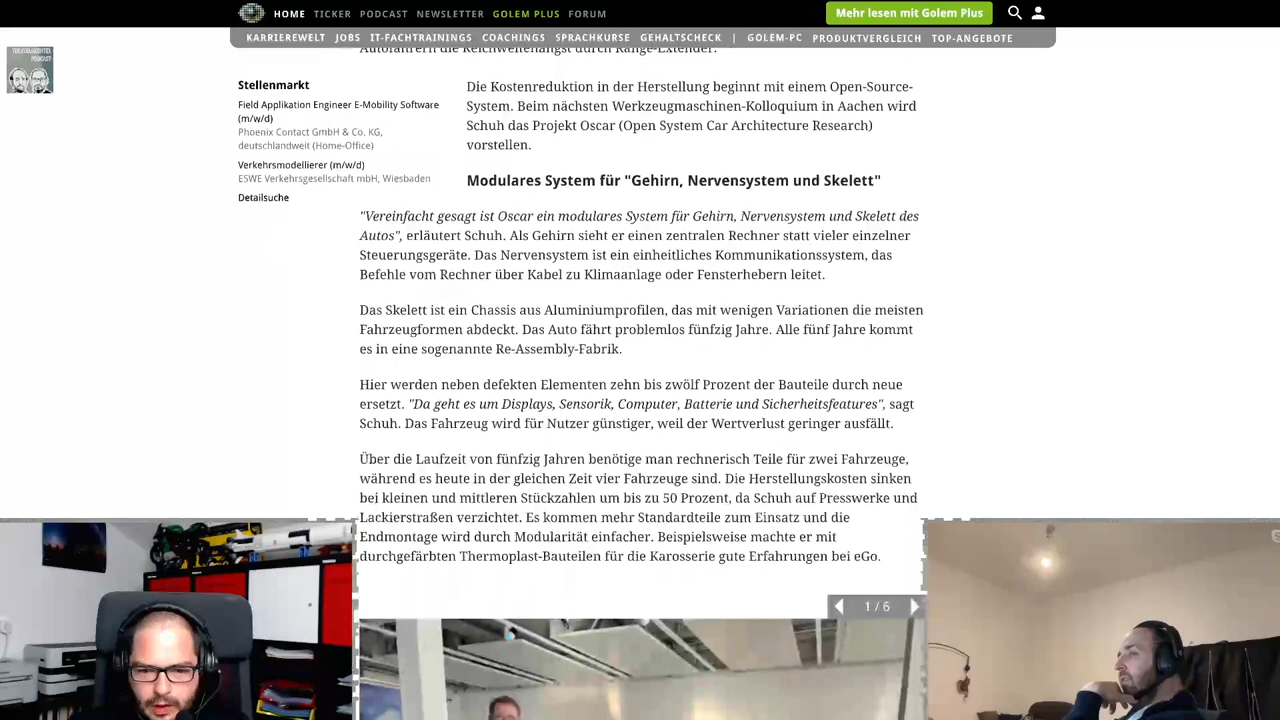 HOME TICKER PODCAST NEWSLETTER GOLEM PLUS FORUM
Mehr lesen mit Golem Plus
KARRIEREWELT JOBS IT-FACHTRAININGS COACHINGS SPRACHKURSE GEHALTSCHECK | GOLEM-PC PRODUKTVERGLEICH TOP-ANGEBOTE
Autofahrern die Reichweitenangst durch Range-Extender.
PODCAST
Stellenmarkt
Field Applikation Engineer E-Mobility Software
(m/w/d)
Phoenix Contact GmbH & Co. KG,
deutschlandweit (Home-Office)
Verkehrsmodellierer (m/w/d)
ESWE Verkehrsgesellschaft mbH, Wiesbaden
Detailsuche
Die Kostenreduktion in der Herstellung beginnt mit einem Open-Source-
System. Beim nächsten Werkzeugmaschinen-Kolloquium in Aachen wird
Schuh das Projekt Oscar (Open System Car Architecture Research)
vorstellen.
Modulares System für "Gehirn, Nervensystem und Skelett"
"Vereinfacht gesagt ist Oscar ein modulares System für Gehirn, Nervensystem und Skelett des
Autos", erläutert Schuh. Als Gehirn sieht er einen zentralen Rechner statt vieler einzelner
Steuerungsgeräte. Das Nervensystem ist ein einheitliches Kommunikationssystem, das
Befehle vom Rechner über Kabel zu Klimaanlage oder Fensterhebern leitet.
Das Skelett ist ein Chassis aus Aluminiumprofilen, das mit wenigen Variationen die meisten
Fahrzeugformen abdeckt. Das Auto fährt problemlos fünfzig Jahre. Alle fünf Jahre kommt
es in eine sogenannte Re-Assembly-Fabrik.
Hier werden neben defekten Elementen zehn bis zwölf Prozent der Bauteile durch neue
ersetzt. "Da geht es um Displays, Sensorik, Computer, Batterie und Sicherheitsfeatures", sagt
Schuh. Das Fahrzeug wird für Nutzer günstiger, weil der Wertverlust geringer ausfällt.
Über die Laufzeit von fünfzig Jahren benötige man rechnerisch Teile für zwei Fahrzeuge,
während es heute in der gleichen Zeit vier Fahrzeuge sind. Die Herstellungskosten sinken
bei kleinen und mittleren Stückzahlen um bis zu 50 Prozent, da Schuh auf Presswerke und
Lackierstraßen verzichtet. Es kommen mehr Standardteile zum Einsatz und die
Endmontage wird durch Modularität einfacher. Beispielsweise machte er mit
durchgefärbten Thermoplast-Bauteilen für die Karosserie gute Erfahrungen bei eGo.
1 / 6